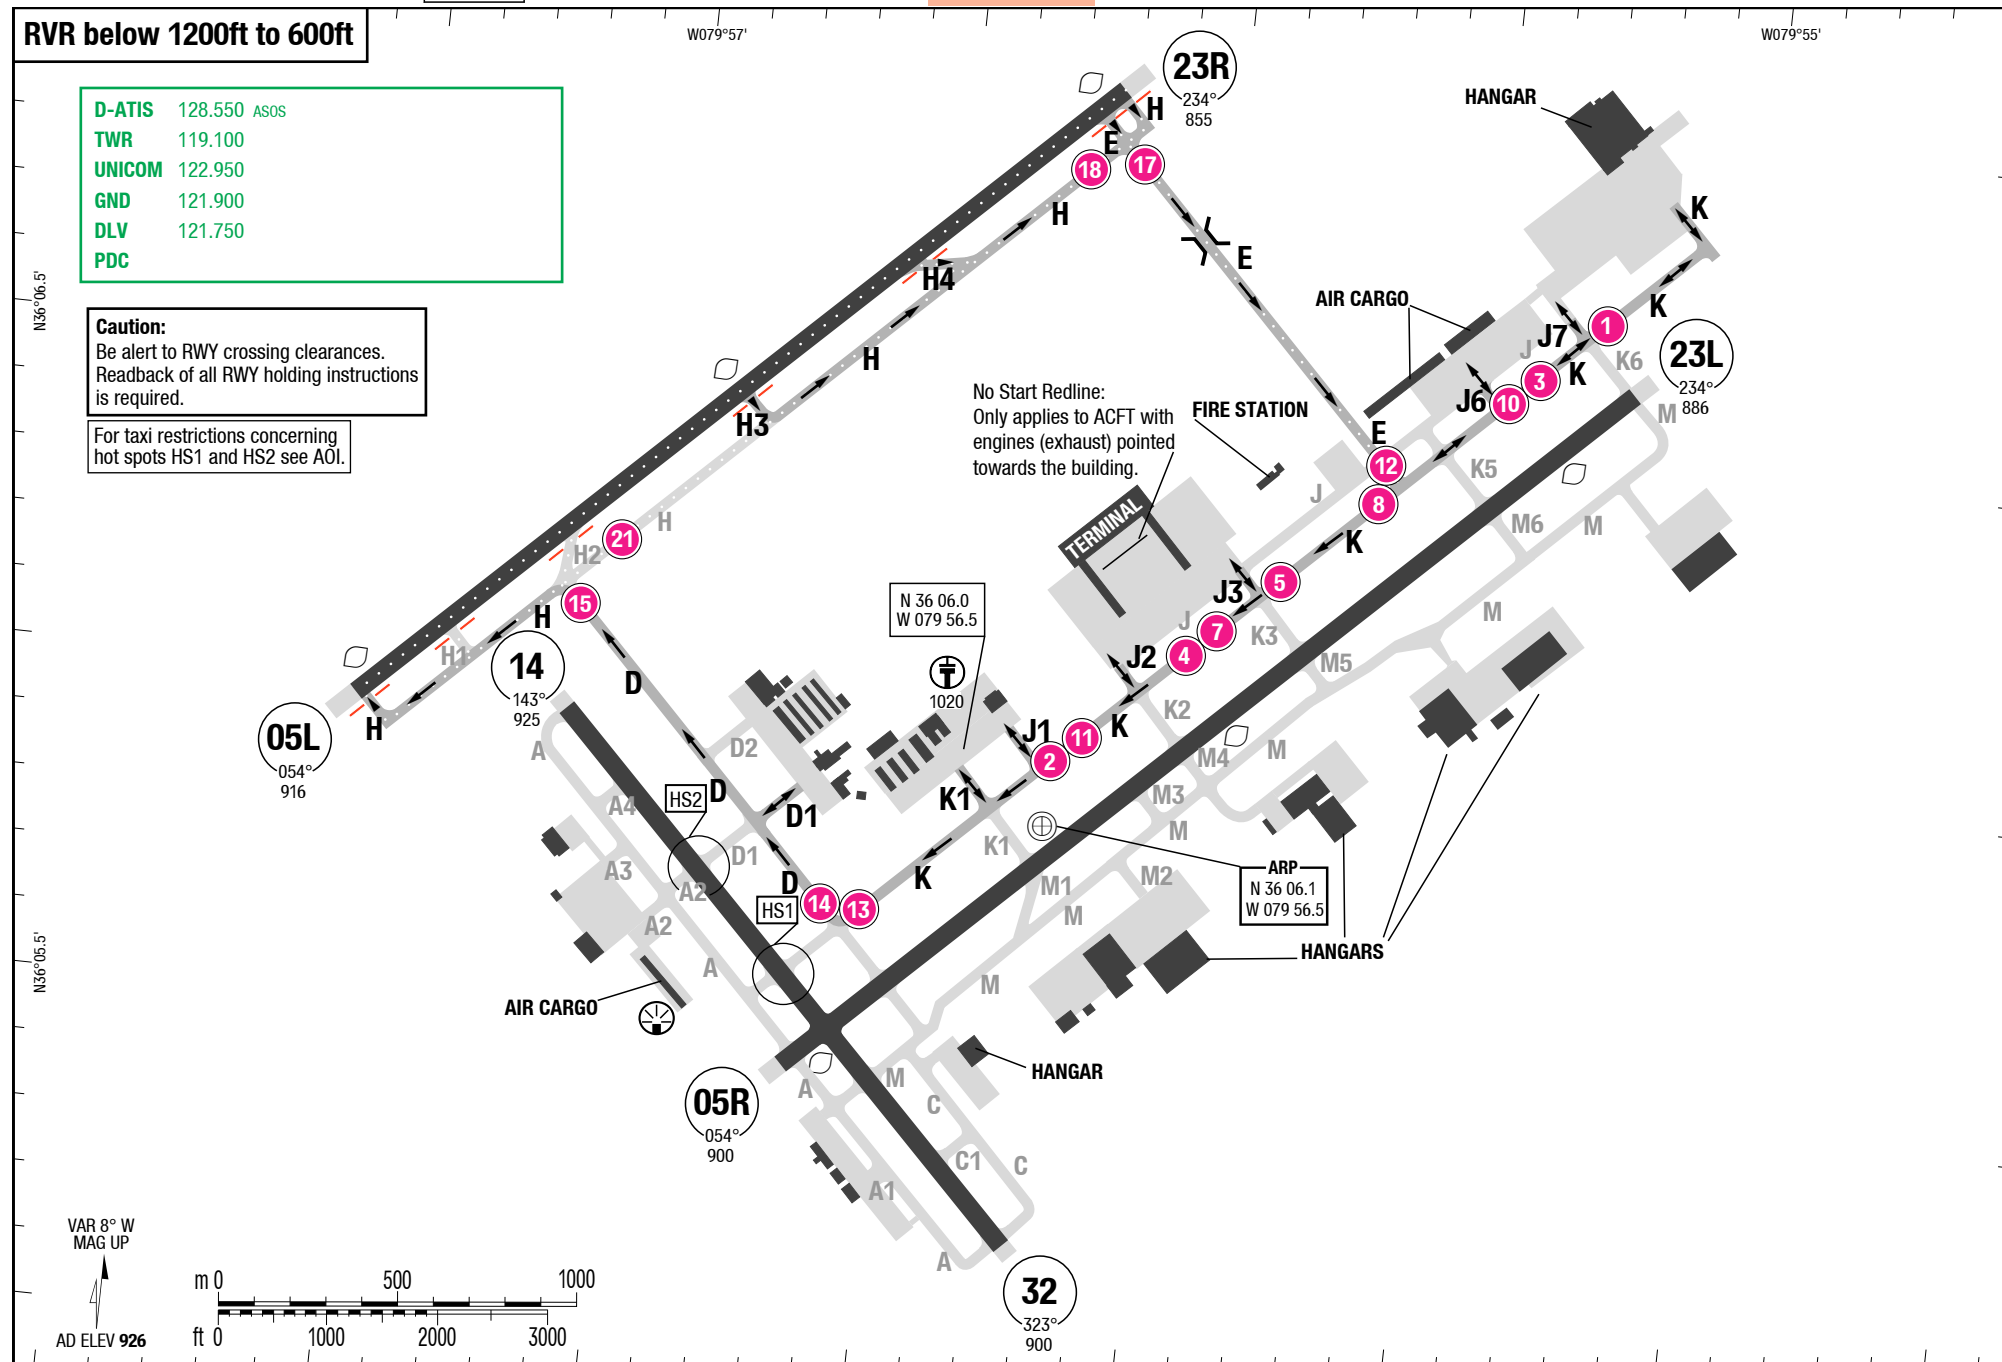 RVR below 1200ft to 600ft
W079°57'
W079°55'
D-ATIS 128.550 ASOS
TWR 119.100
UNICOM 122.950
GND 121.900
DLV 121.750
PDC
N36°06.5'
Caution:
Be alert to RWY crossing clearances.
Readback of all RWY holding instructions
is required.
For taxi restrictions concerning
hot spots HS1 and HS2 see AOI.
23R
234°
855
H
E
18
17
H
E
H4
H
H3
HANGAR
K
AIR CARGO
K
J7
1
J
K
3
K6
23L
234°
886
M
J6
10
No Start Redline:
Only applies to ACFT with
engines (exhaust) pointed
towards the building.
FIRE STATION
E
12
K5
8
J
M6
M
K
TERMINAL
H
21
H2
15
H
H1
14
143°
925
05L
054°
916
H
D
N 36 06.0
W 079 56.5
1020
5
J3
J
7
K3
4
J2
M5
M
K2
K
J1
11
2
M4
M
M3
M
K1
K1
A
D2
D
HS2
A4
D1
D1
A3
A2
A2
D
K
14
13
HS1
A
M1
M
M2
ARP
N 36 06.1
W 079 56.5
HANGARS
M
AIR CARGO
N36°05.5'
HANGAR
05R
054°
900
A
M
C
C1
C
A1
A
32
323°
900
VAR 8° W
MAG UP
AD ELEV 926
m 0 500 1000
ft 0 1000 2000 3000